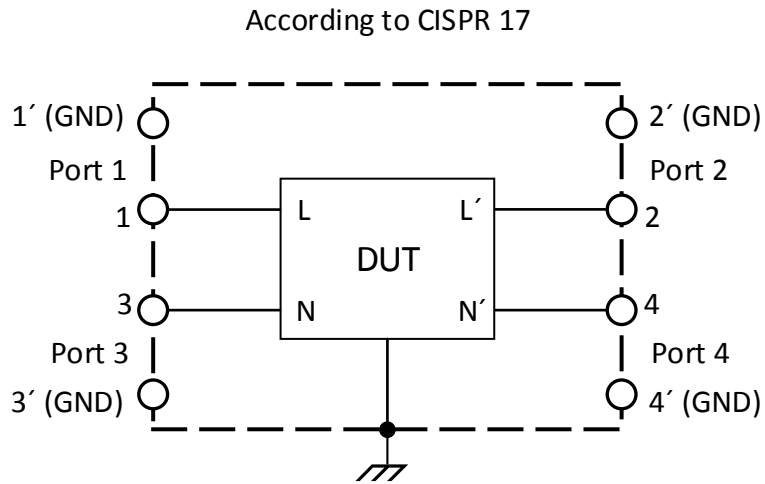 According to CISPR 17
1´ (GND)
2´ (GND)
Port 1
Port 2
1
L
L´
2
DUT
3
N
N´
4
Port 3
Port 4
3´ (GND)
4´ (GND)